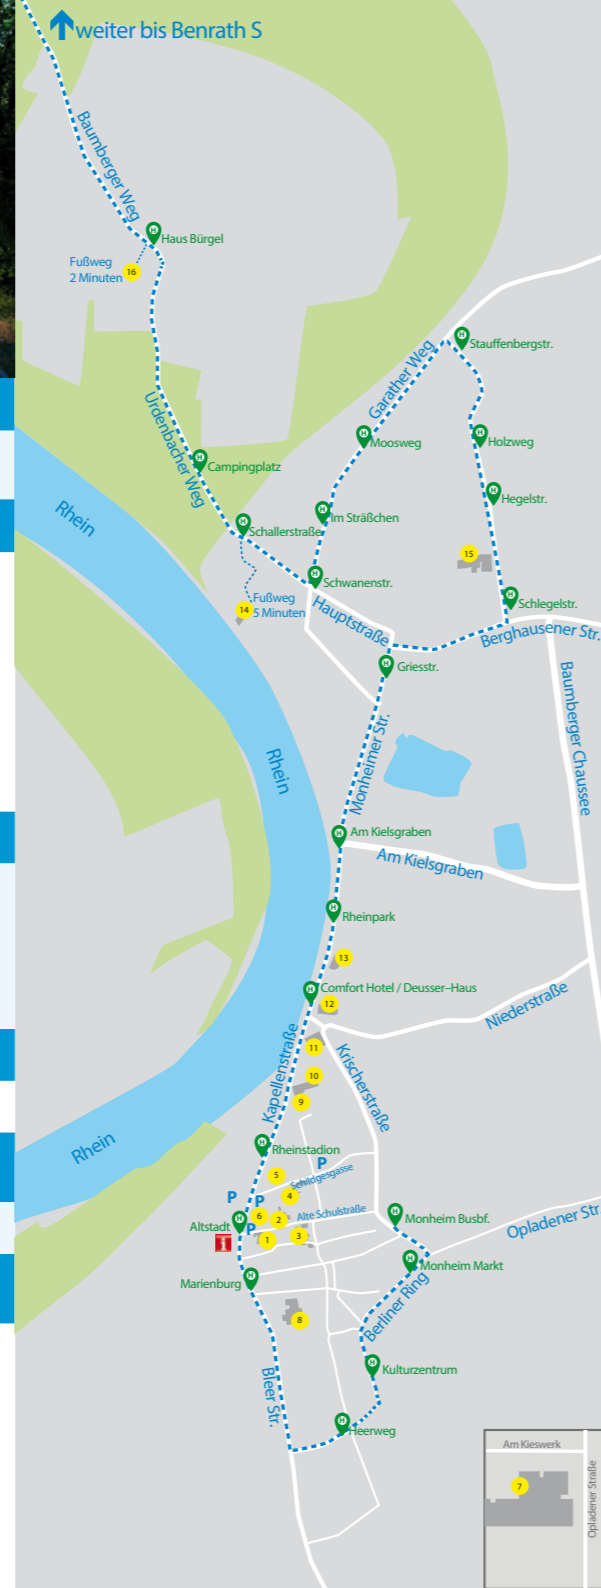 weiter bis Benrath S
Baumberger Weg
Haus Bürgel
Fußweg
2 Minuten
16
Stauffenbergstr.
Garather Weg
Moosweg
Holzweg
Urdenbacher Weg
Campingplatz
Hegelstr.
Rhein
Im Sträßchen
Schallerstraße
15
Schwanenstr.
Fußweg
5 Minuten
14
Hauptstraße
Schlegelstr.
Berghausener Str.
Griesstr.
Baumberger Chaussee
Monheimer Str.
Rhein
Am Kielsgraben
Am Kielsgraben
Rheinpark
13
Comfort Hotel / Deusser–Haus
12
Niederstraße
Kapellenstraße
11
Krischerstraße
10
9
Rhein
Rheinstadion
P
5
Schildgesgasse
4
P
P
6
2
Alte Schulstraße
Altstadt
P
1
3
Monheim Busbf.
Opladener Str.
Monheim Markt
Marienburg
8
Berliner Ring
Bleer Str.
Kulturzentrum
Heerweg
Am Kieswerk
7
Opladener Straße